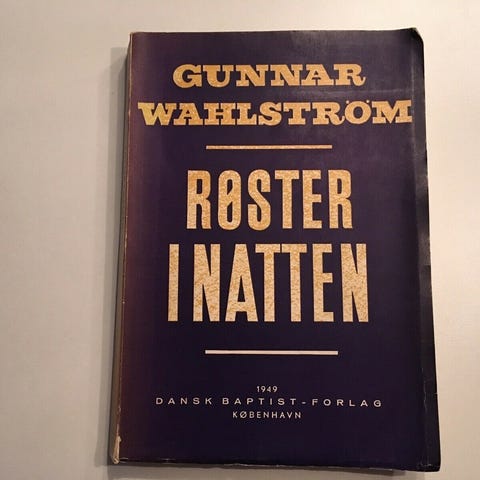 GUNNAR
WAHLSTRÖM
RØSTER
I NATTEN
1949
DANSK BAPTIST-FORLAG
KØBENHAVN